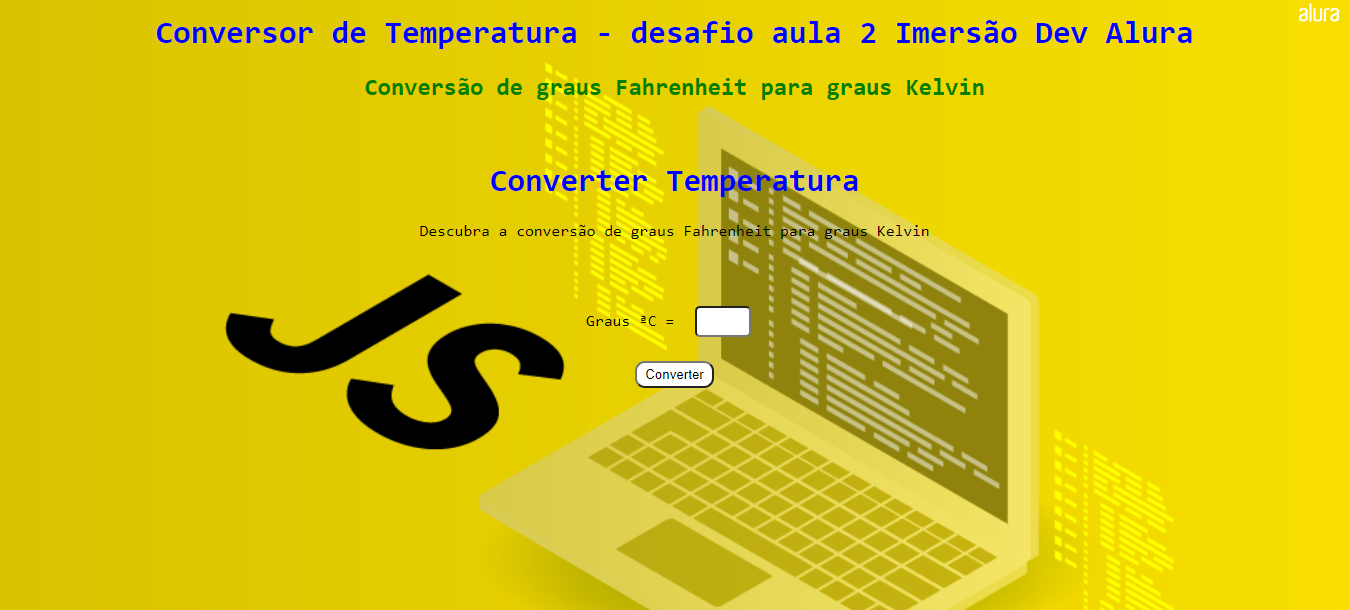 alura
Conversor de Temperatura - desafio aula 2 Imersão Dev Alura
Conversão de graus Fahrenheit para graus Kelvin
Converter Temperatura
Descubra a conversão de graus Fahrenheit para graus Kelvin
JS
Graus ªC =
Converter